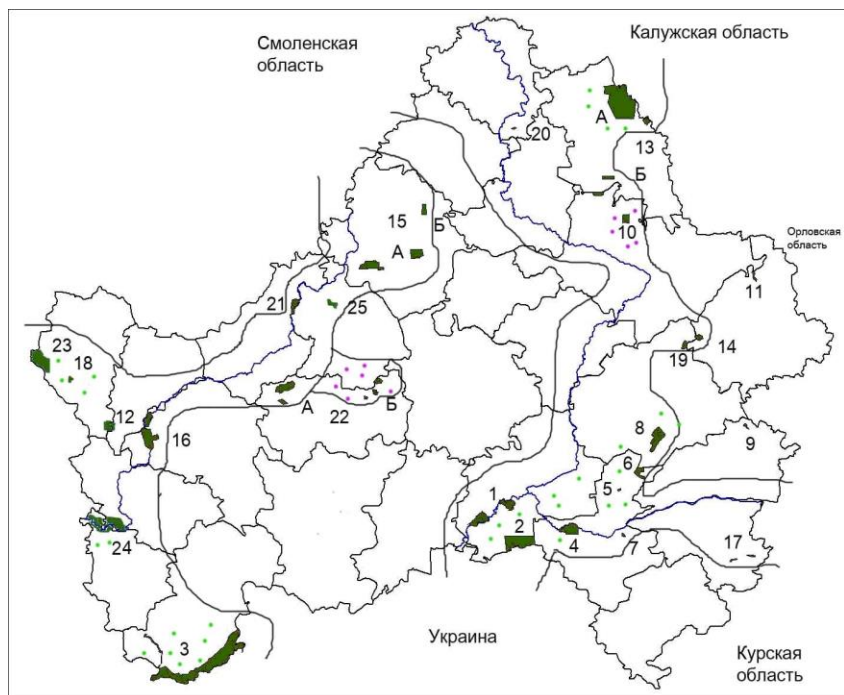 Смоленская
область
Калужская область
20
А
13
Б
15
Б
10
А
Орловская
область
11
21
25
23
18
19
14
А
Б
12
22
16
8
9
6
5
1
2
4
7
17
24
3
Украина
Курская
область